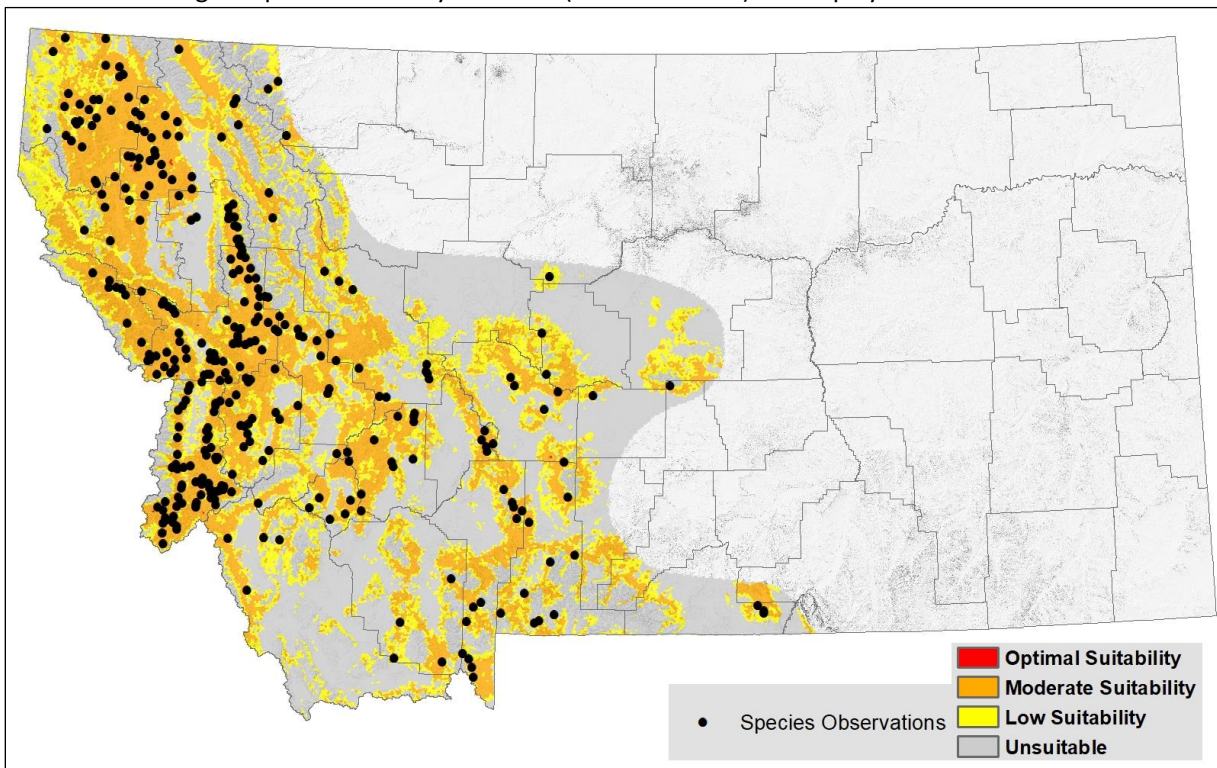 Species Observations
Optimal Suitability
Moderate Suitability
Low Suitability
Unsuitable